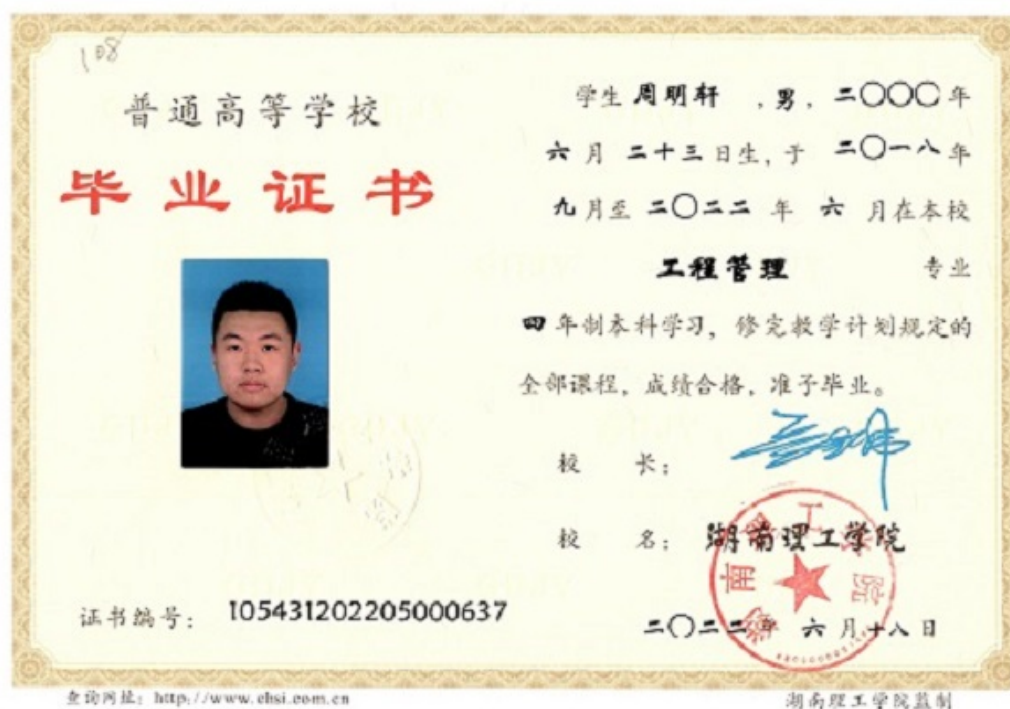 108
普通高等学校
毕业证书
证书编号：105431202205000637
学生 周明轩 ，男，二〇〇〇年
六月 二十三日生，于 二〇一八年
九月至 二〇二二 年 六 月在本校
工程管理 专业
四年制本科学习，修完教学计划规定的
全部课程，成绩合格，准予毕业。
校 长：
校 名：湖南理工学院
湖南理工学院
二〇二二年 六月十八日
查询网址：http://www.chsi.com.cn
湖南理工学院监制